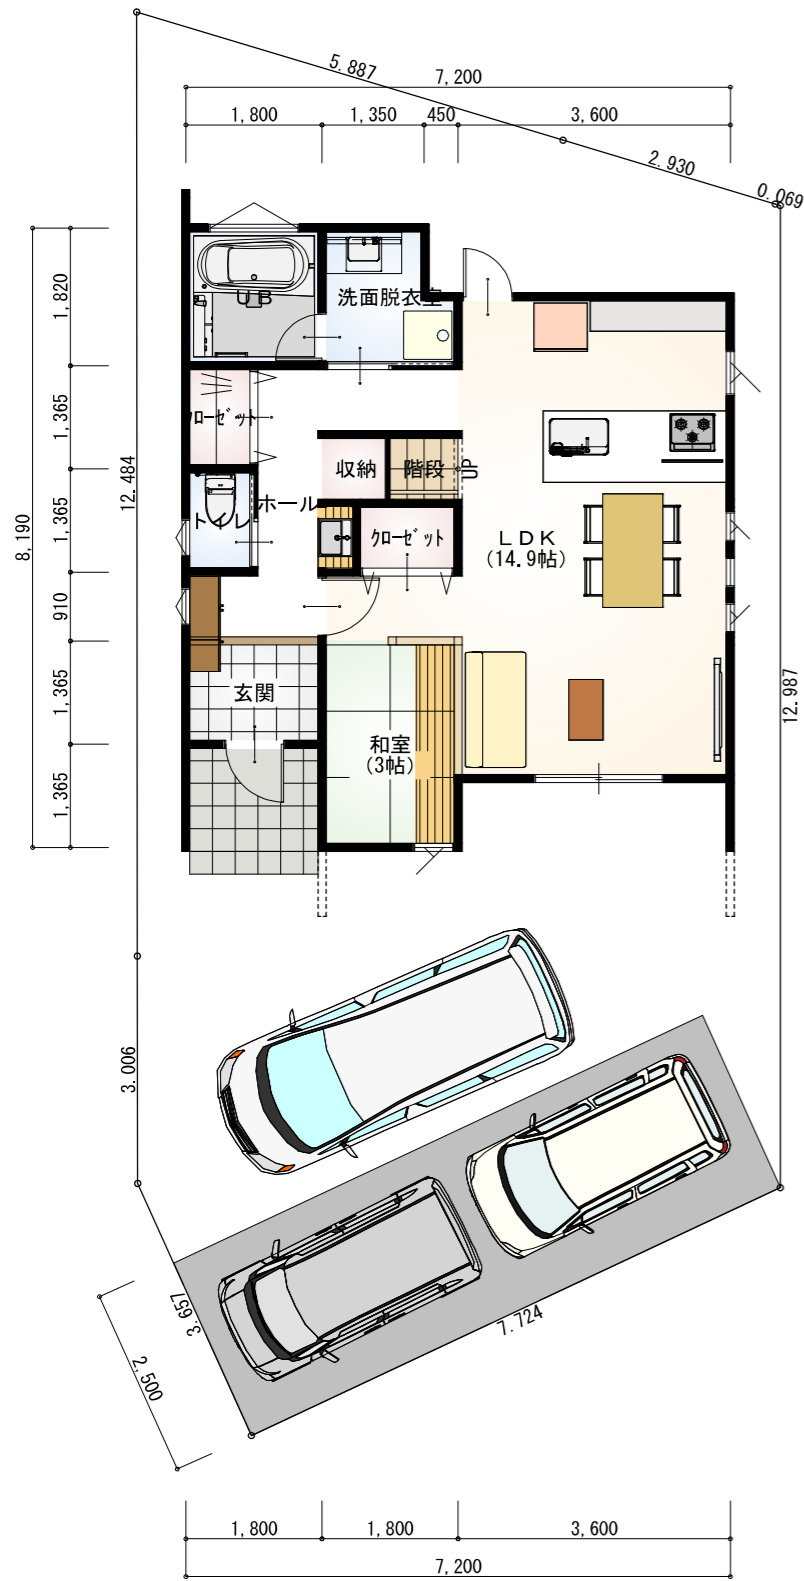 5.887
7,200
1,800
1,350
450
3,600
2.930
0.069
1,820
洗面脱衣室
1,365
クローゼット
12.484
収納
階段
UP
8,190
1,365
トイレ
ホール
クローゼット
LDK
(14.9帖)
910
1,365
玄関
12.987
和室
(3帖)
1,365
3.006
3.657
7.724
2,500
1,800
1,800
3,600
7,200